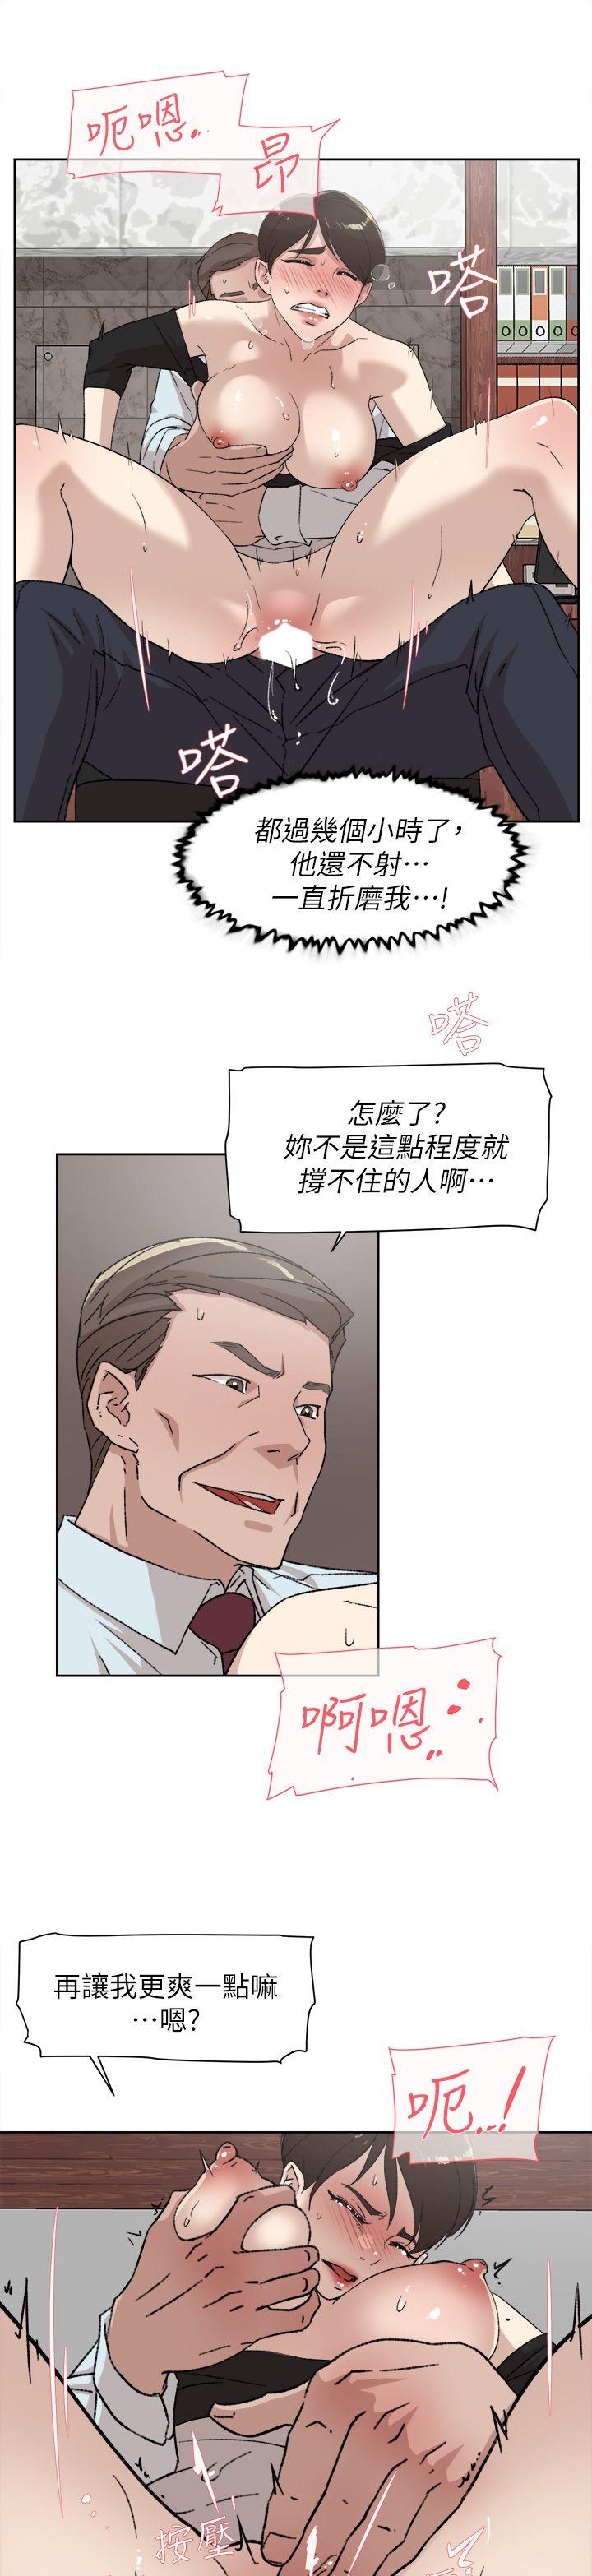 呃嗯..
昂
嗒
嗒
都過幾個小時了,
他還不射…
一直折磨我…!
嗒
怎麼了?
妳不是這點程度就
撐不住的人啊…
啊嗯..
再讓我更爽一點嘛
…嗯?
呃...!
按壓